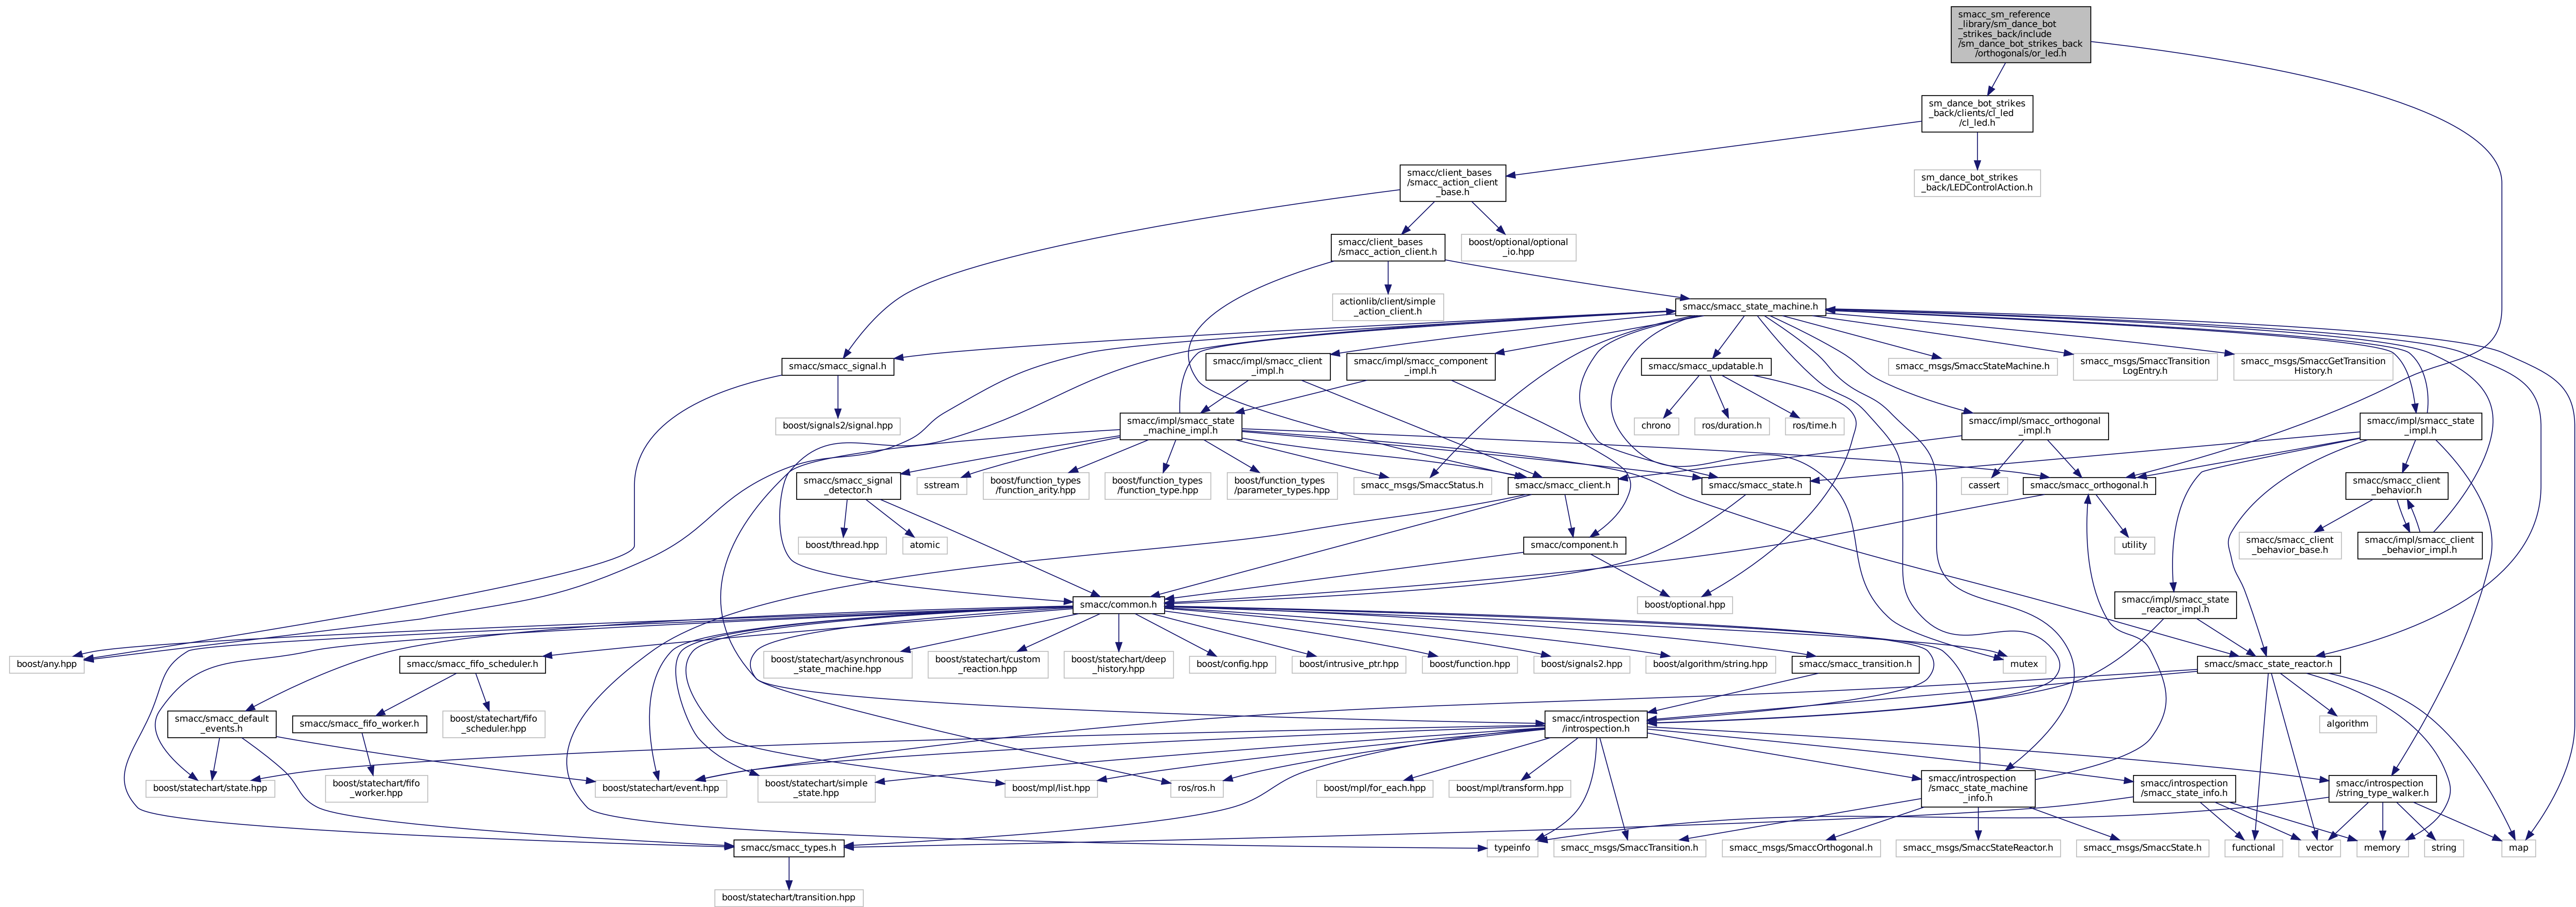 smacc_sm_reference
_library/sm_dance_bot
_strikes_back/include
/sm_dance_bot_strikes_back
/orthogonals/or_led.h
sm_dance_bot_strikes
_back/clients/cl_led
/cl_led.h
smacc/client_bases
/smacc_action_client
_base.h
sm_dance_bot_strikes
_back/LEDControlAction.h
smacc/client_bases
/smacc_action_client.h
boost/optional/optional
_io.hpp
actionlib/client/simple
_action_client.h
smacc/smacc_state_machine.h
smacc/smacc_signal.h
smacc/impl/smacc_client
_impl.h
smacc/impl/smacc_component
_impl.h
smacc/smacc_updatable.h
smacc_msgs/SmaccStateMachine.h
smacc_msgs/SmaccTransition
LogEntry.h
smacc_msgs/SmaccGetTransition
History.h
boost/signals2/signal.hpp
smacc/impl/smacc_state
_machine_impl.h
chrono
ros/duration.h
ros/time.h
smacc/impl/smacc_orthogonal
_impl.h
smacc/impl/smacc_state
_impl.h
smacc/smacc_signal
_detector.h
sstream
boost/function_types
/function_arity.hpp
boost/function_types
/function_type.hpp
boost/function_types
/parameter_types.hpp
smacc_msgs/SmaccStatus.h
smacc/smacc_client.h
smacc/smacc_state.h
cassert
smacc/smacc_orthogonal.h
smacc/smacc_client
_behavior.h
boost/thread.hpp
atomic
smacc/component.h
utility
smacc/smacc_client
_behavior_base.h
smacc/impl/smacc_client
_behavior_impl.h
smacc/common.h
boost/optional.hpp
smacc/impl/smacc_state
_reactor_impl.h
boost/any.hpp
smacc/smacc_fifo_scheduler.h
boost/statechart/asynchronous
_state_machine.hpp
boost/statechart/custom
_reaction.hpp
boost/statechart/deep
_history.hpp
boost/config.hpp
boost/intrusive_ptr.hpp
boost/function.hpp
boost/signals2.hpp
boost/algorithm/string.hpp
smacc/smacc_transition.h
mutex
smacc/smacc_state_reactor.h
smacc/smacc_default
_events.h
smacc/smacc_fifo_worker.h
boost/statechart/fifo
_scheduler.hpp
smacc/introspection
/introspection.h
algorithm
boost/statechart/state.hpp
boost/statechart/fifo
_worker.hpp
boost/statechart/event.hpp
boost/statechart/simple
_state.hpp
boost/mpl/list.hpp
ros/ros.h
boost/mpl/for_each.hpp
boost/mpl/transform.hpp
smacc/introspection
/smacc_state_machine
_info.h
smacc/introspection
/smacc_state_info.h
smacc/introspection
/string_type_walker.h
smacc/smacc_types.h
typeinfo
smacc_msgs/SmaccTransition.h
smacc_msgs/SmaccOrthogonal.h
smacc_msgs/SmaccStateReactor.h
smacc_msgs/SmaccState.h
functional
vector
memory
string
map
boost/statechart/transition.hpp